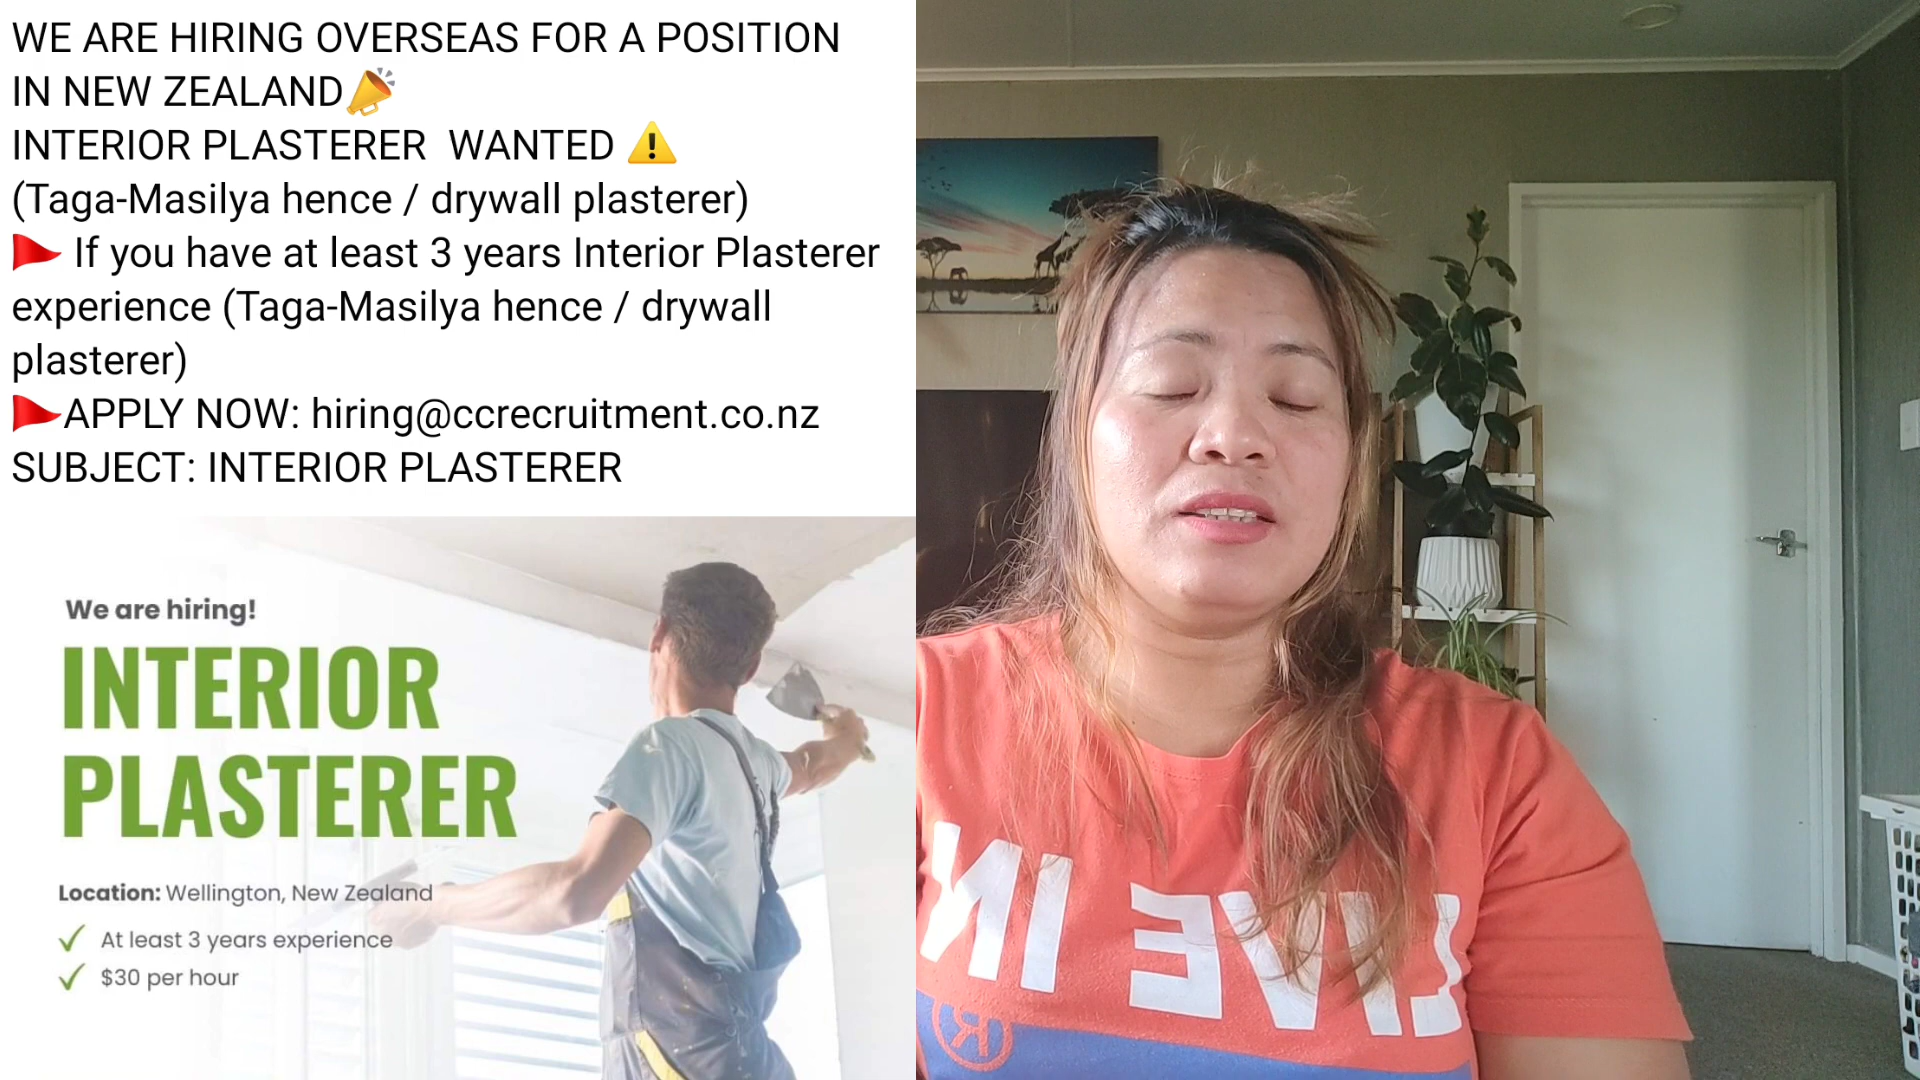 WE ARE HIRING OVERSEAS FOR A POSITION
IN NEW ZEALAND📣
INTERIOR PLASTERER  WANTED ⚠️
(Taga-Masilya hence / drywall plasterer)
🚩 If you have at least 3 years Interior Plasterer
experience (Taga-Masilya hence / drywall
plasterer)
🚩APPLY NOW: hiring@ccrecruitment.co.nz
SUBJECT: INTERIOR PLASTERER
We are hiring!
INTERIOR
PLASTERER
Location: Wellington, New Zealand
✓ At least 3 years experience
✓ $30 per hour
LIVE IN